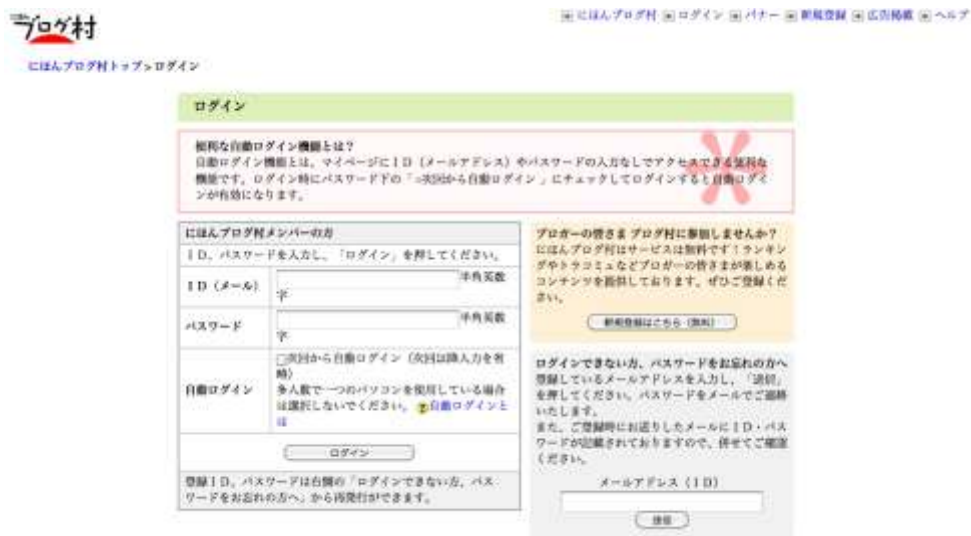 ブログ村
にほんブログ村 ログイン バナー 新規登録 広告掲載 ヘルプ
にほんブログ村トップ>ログイン
ログイン
便利な自動ログイン機能とは?
自動ログイン機能とは、マイページにID(メールアドレス)やパスワードの入力なしでアクセスできる便利な
機能です。ログイン時にパスワード下の「□次回から自動ログイン」にチェックしてログインすると自動ログイ
ンが有効になります。
にほんブログ村メンバーの方
ID、パスワードを入力し、「ログイン」を押してください。
ID(メール) 半角英数
字
パスワード 半角英数
字
自動ログイン
□次回から自動ログイン(次回以降入力を省
略)
多人数で一つのパソコンを使用している場合
は選択しないでください。 ?自動ログインと
は
ログイン
登録ID、パスワードは右側の「ログインできない方、パス
ワードをお忘れの方へ」から再発行ができます。
ブロガーの皆さま ブログ村に参加しませんか?
にほんブログ村はサービスは無料です!ランキン
グやトラコミュなどブロガーの皆さまが楽しめる
コンテンツを提供しております。ぜひご登録くだ
さい。
新規登録はこちら(無料)
ログインできない方、パスワードをお忘れの方へ
登録しているメールアドレスを入力し、「送信」
を押してください。パスワードをメールでご連絡
いたします。
また、ご登録時にお送りしたメールにID・パス
ワードが記載されておりますので、併せてご確認
ください。
メールアドレス(ID)
送信